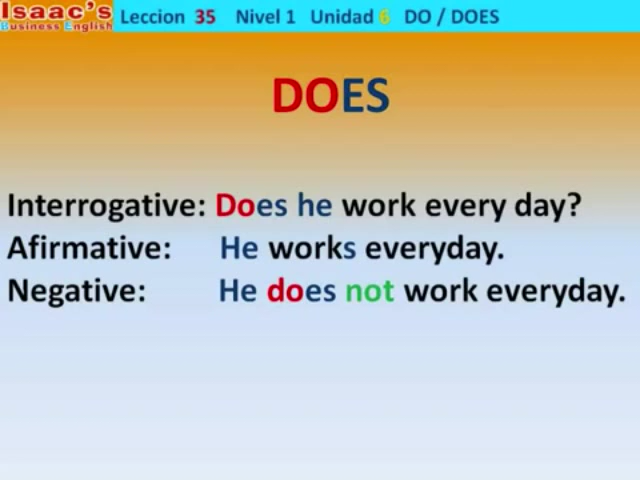 Isaac's
Business English
Leccion 35 Nivel 1 Unidad 6 DO / DOES
DOES
Interrogative: Does he work every day?
Afirmative: He works everyday.
Negative: He does not work everyday.